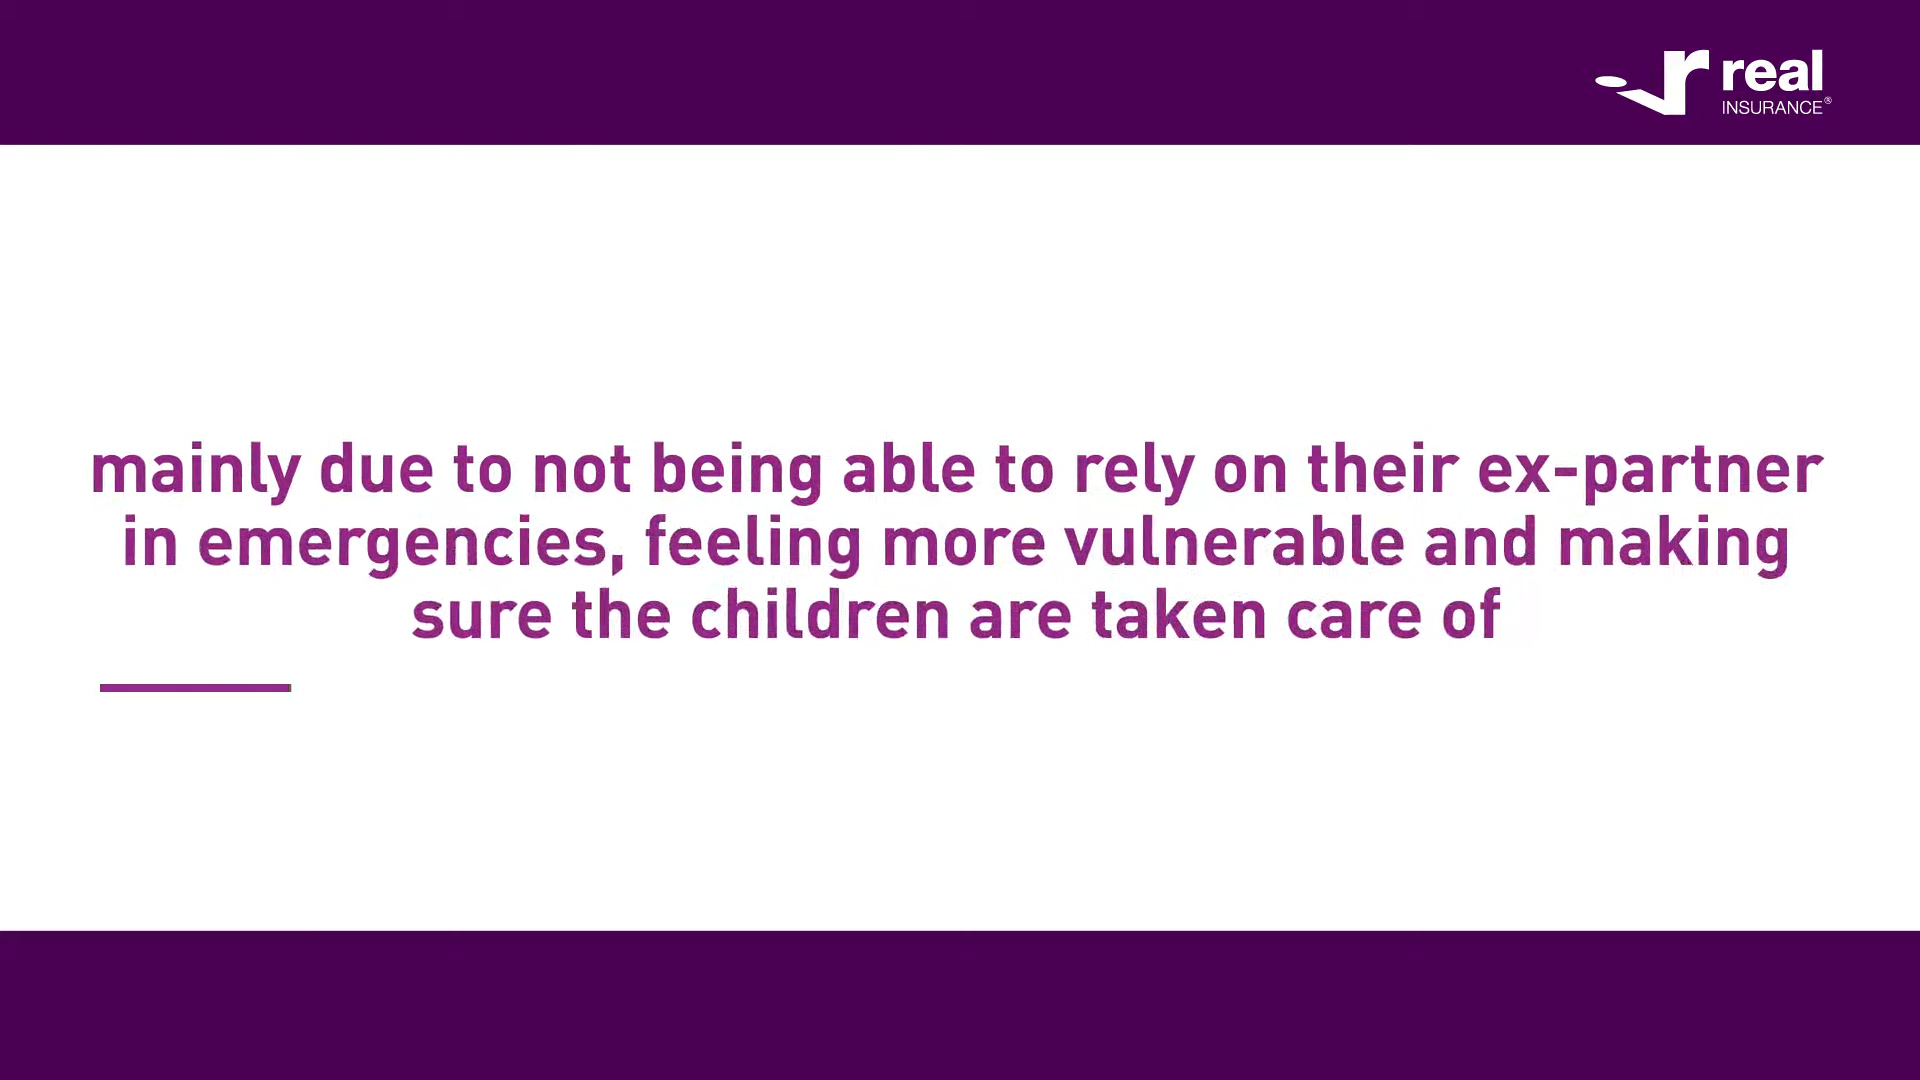 real
INSURANCE®
mainly due to not being able to rely on their ex-partner
in emergencies, feeling more vulnerable and making
sure the children are taken care of